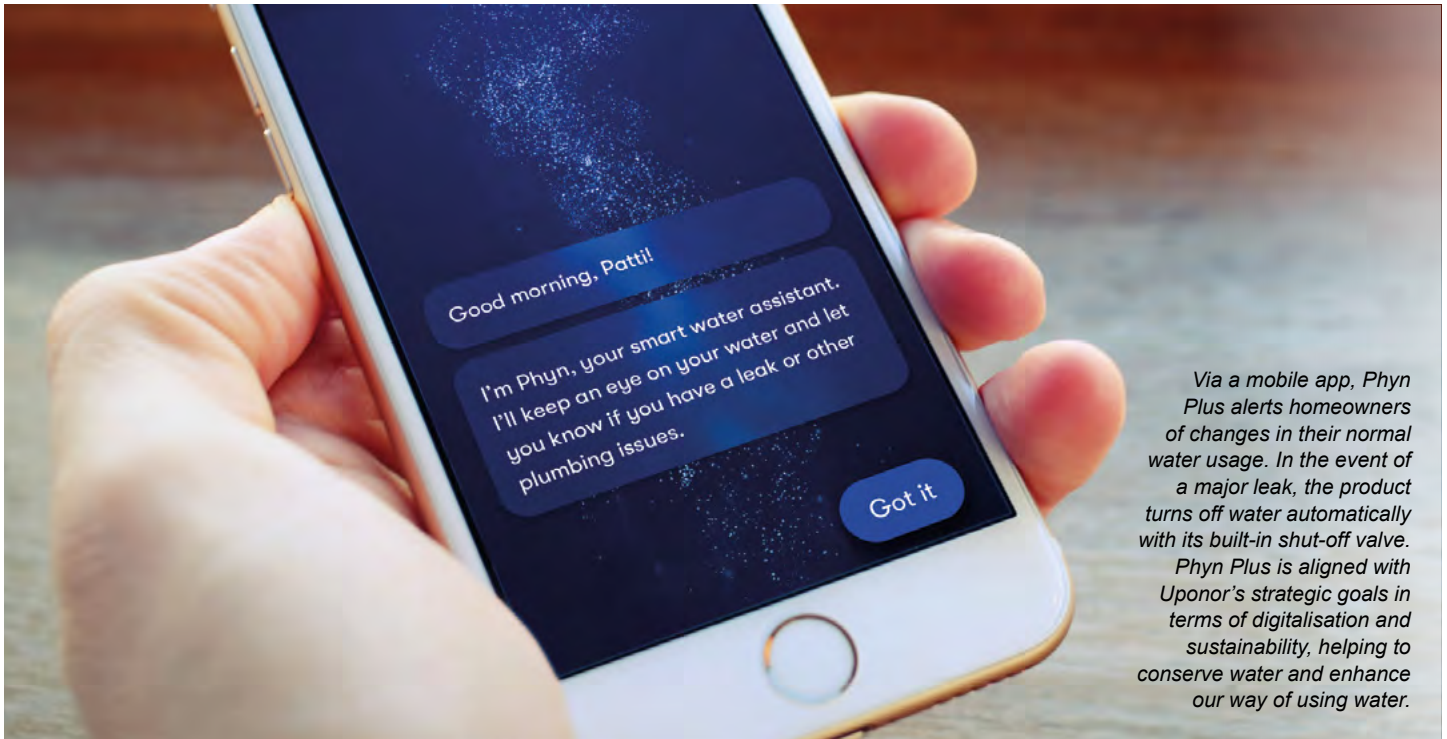 Good morning, Patti!
I'm Phyn, your smart water assistant.
I'll keep an eye on your water and let
you know if you have a leak or other
plumbing issues.
Got it
Via a mobile app, Phyn
Plus alerts homeowners
of changes in their normal
water usage. In the event of
a major leak, the product
turns off water automatically
with its built-in shut-off valve.
Phyn Plus is aligned with
Uponor’s strategic goals in
terms of digitalisation and
sustainability, helping to
conserve water and enhance
our way of using water.